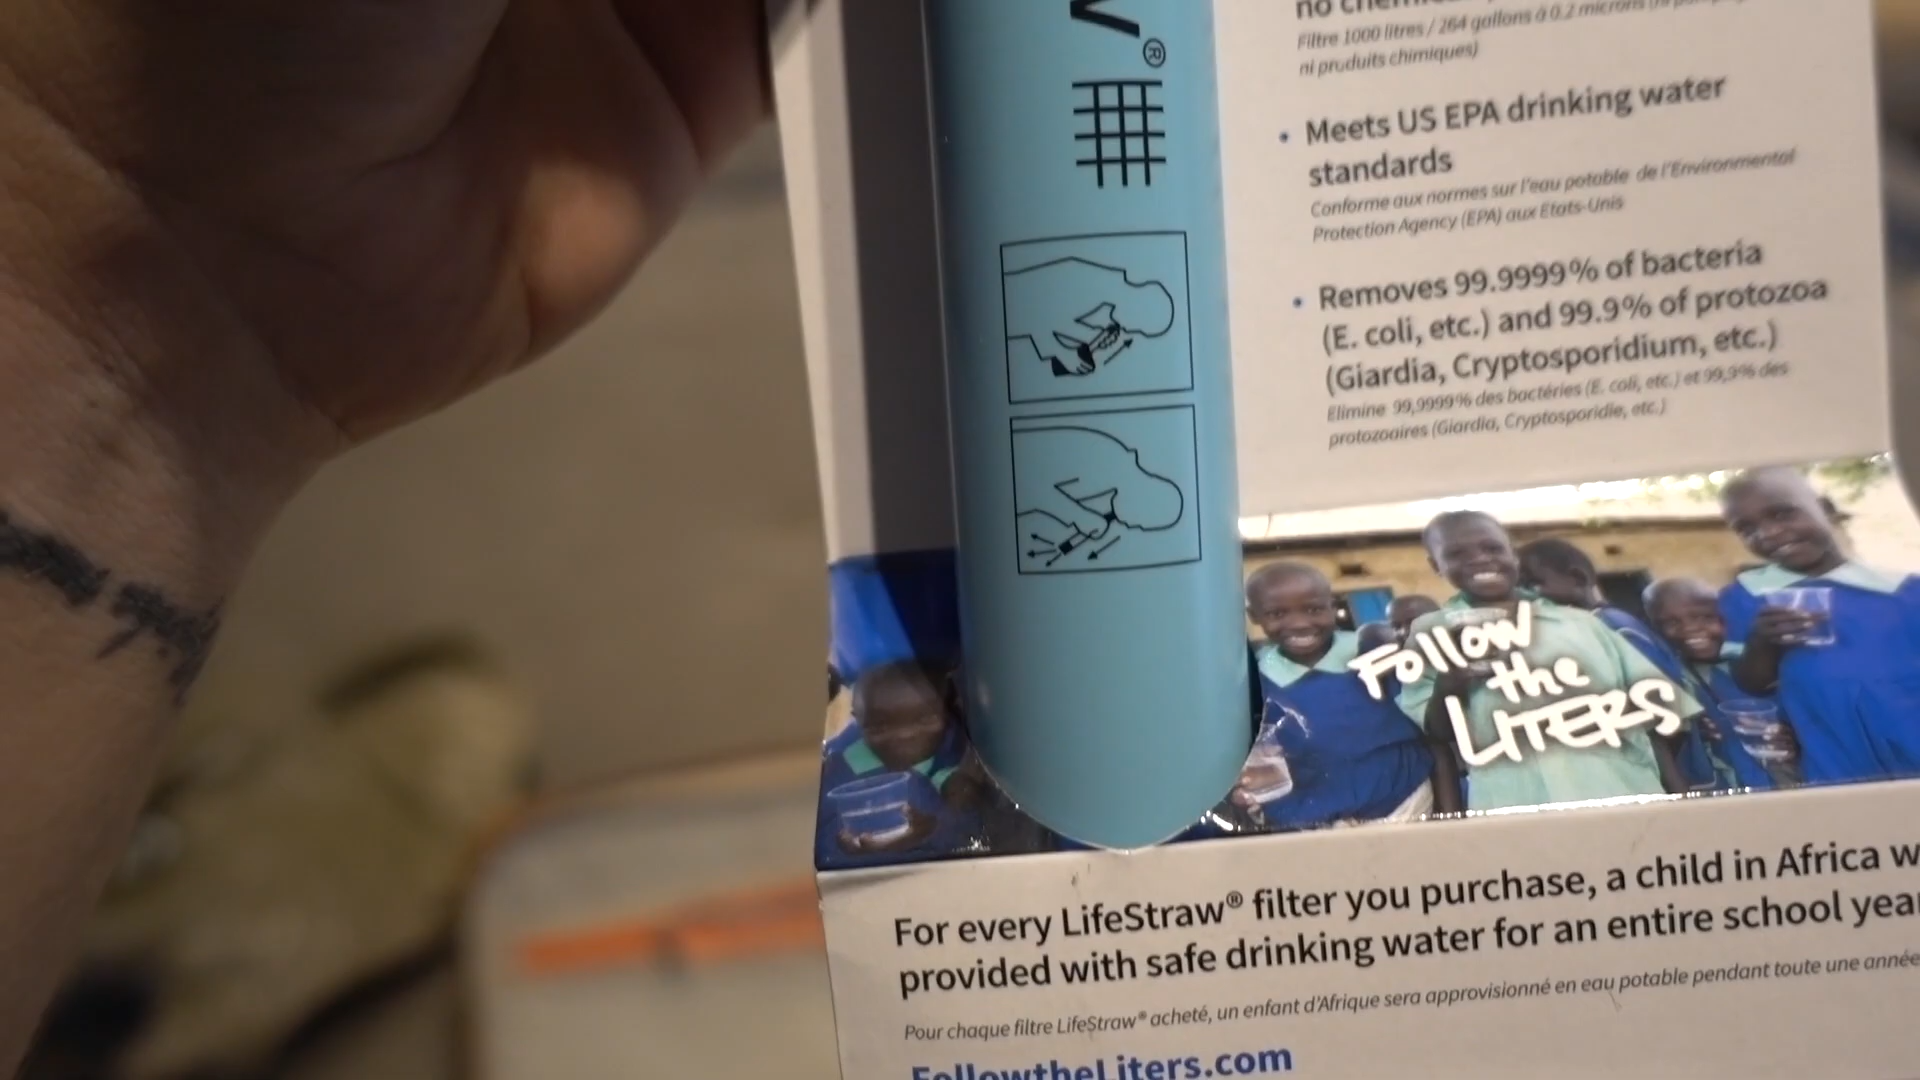 no
Filtre 1000 litres / 264 gallons à 0.2 microns
ni produits chimiques)
• Meets US EPA drinking water
standards
Conforme aux normes sur l'eau potable de l'Environmental
Protection Agency (EPA) aux Etats-Unis
• Removes 99.9999% of bacteria
(E. coli, etc.) and 99.9% of protozoa
(Giardia, Cryptosporidium, etc.)
Elimine 99,9999% des bactéries (E. coli, etc.) et 99,9% des
protozoaires (Giardia, Cryptosporidie, etc.)
Follow
the
LITERS
For every LifeStraw® filter you purchase, a child in Africa w
provided with safe drinking water for an entire school year
Pour chaque filtre LifeStraw® acheté, un enfant d'Afrique sera approvisionné en eau potable pendant toute une année
FollowtheLiters.com